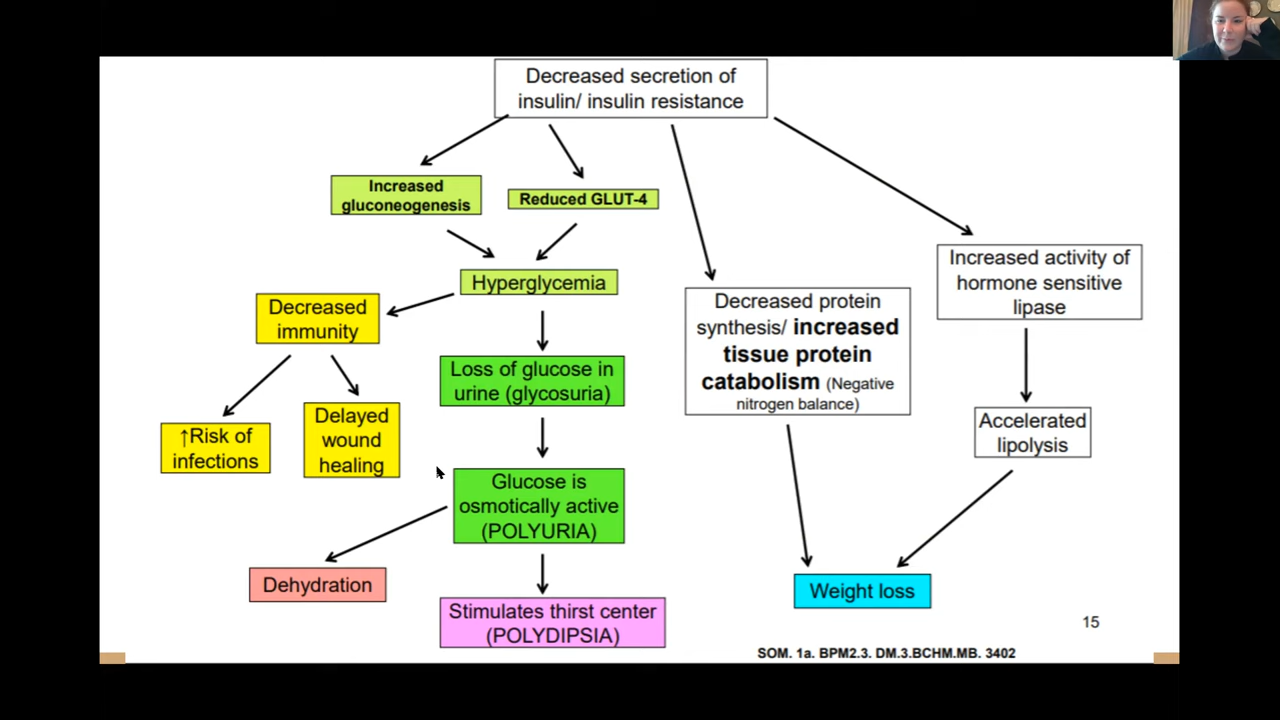 Decreased secretion of
insulin/ insulin resistance
Increased
gluconeogenesis
Reduced GLUT-4
Hyperglycemia
Decreased
immunity
↑Risk of
infections
Delayed
wound
healing
Loss of glucose in
urine (glycosuria)
Glucose is
osmotically active
(POLYURIA)
Dehydration
Stimulates thirst center
(POLYDIPSIA)
Decreased protein
synthesis/ increased
tissue protein
catabolism (Negative
nitrogen balance)
Increased activity of
hormone sensitive
lipase
Accelerated
lipolysis
Weight loss
15
SOM. 1a. BPM2.3. DM.3.BCHM.MB. 3402